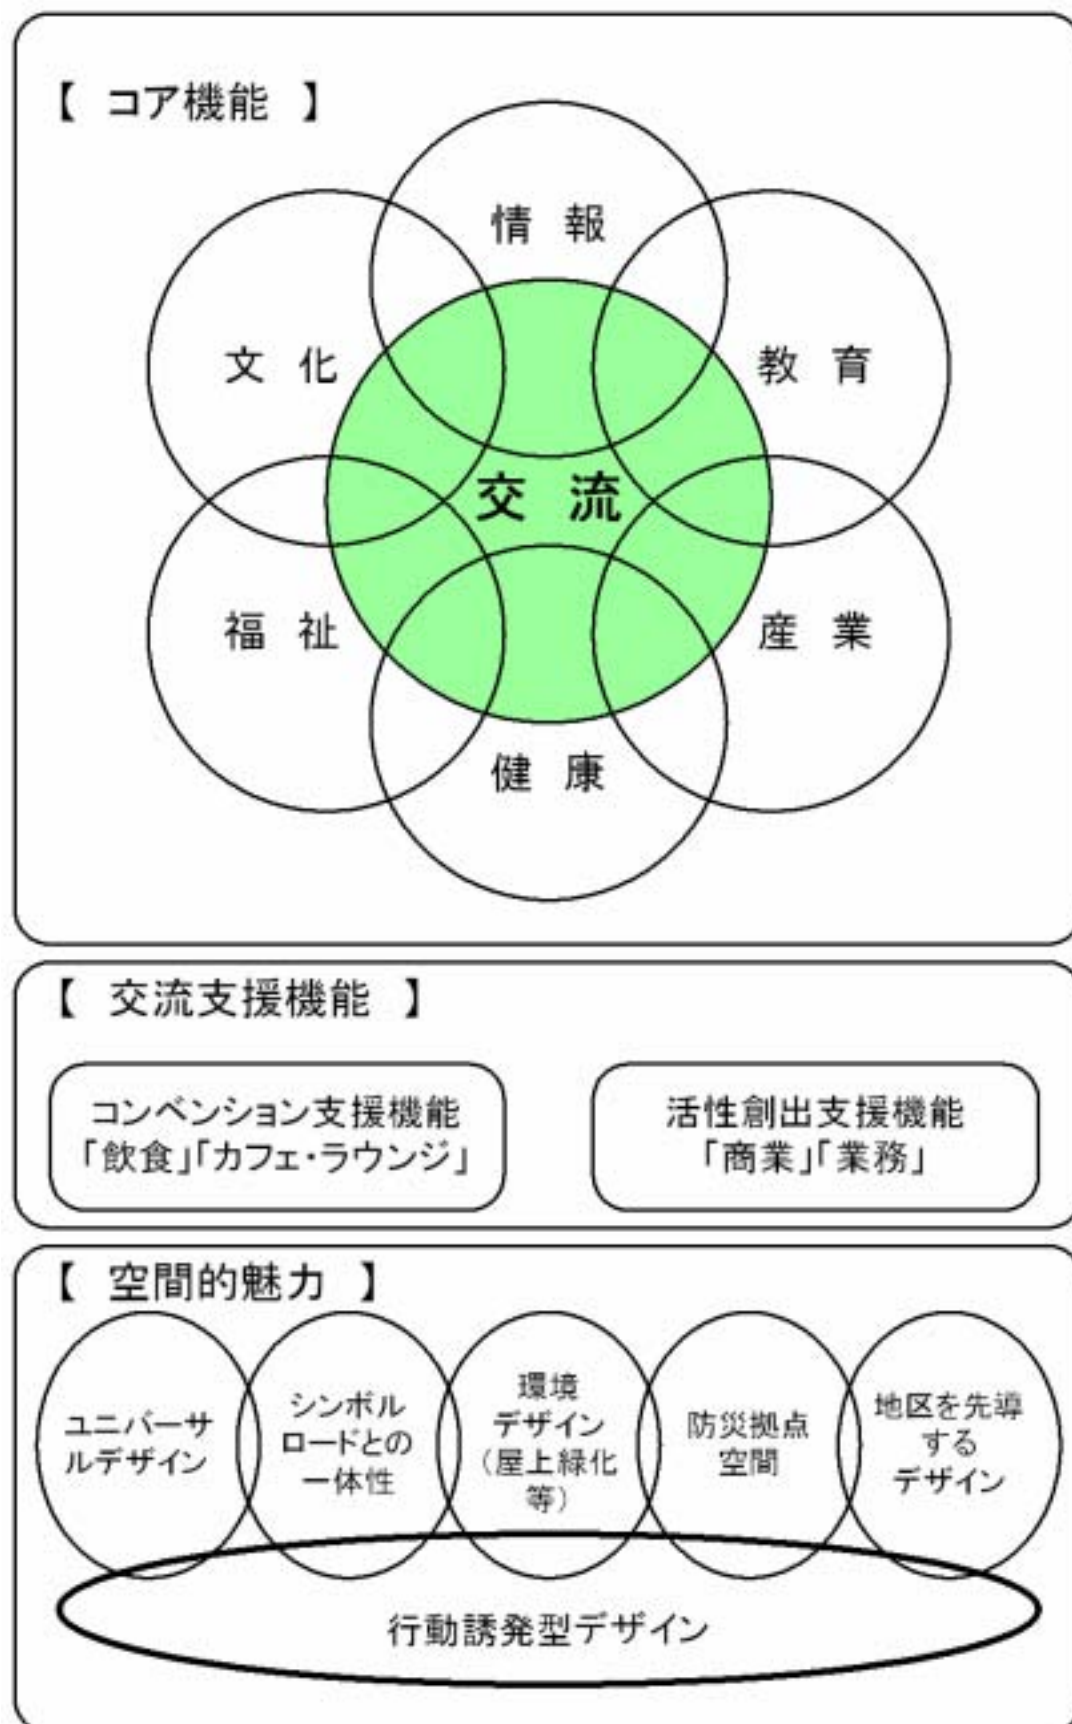 【 コア機能 】
情 報
文 化
教 育
交 流
福 祉
産 業
健 康
【 交流支援機能 】
コンベンション支援機能
「飲食」「カフェ・ラウンジ」
活性創出支援機能
「商業」「業務」
【 空間的魅力 】
ユニバーサ
ルデザイン
シンボル
ロードとの
一体性
環境
デザイン
（屋上緑化
等）
防災拠点
空間
地区を先導
する
デザイン
行動誘発型デザイン